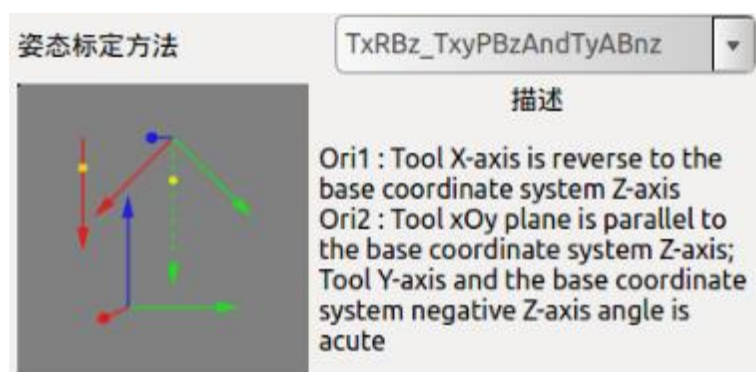 姿态标定方法
TxRBz_TxyPBzAndTyABnz
描述
Ori1 : Tool X-axis is reverse to the
base coordinate system Z-axis
Ori2 : Tool xOy plane is parallel to
the base coordinate system Z-axis;
Tool Y-axis and the base coordinate
system negative Z-axis angle is
acute